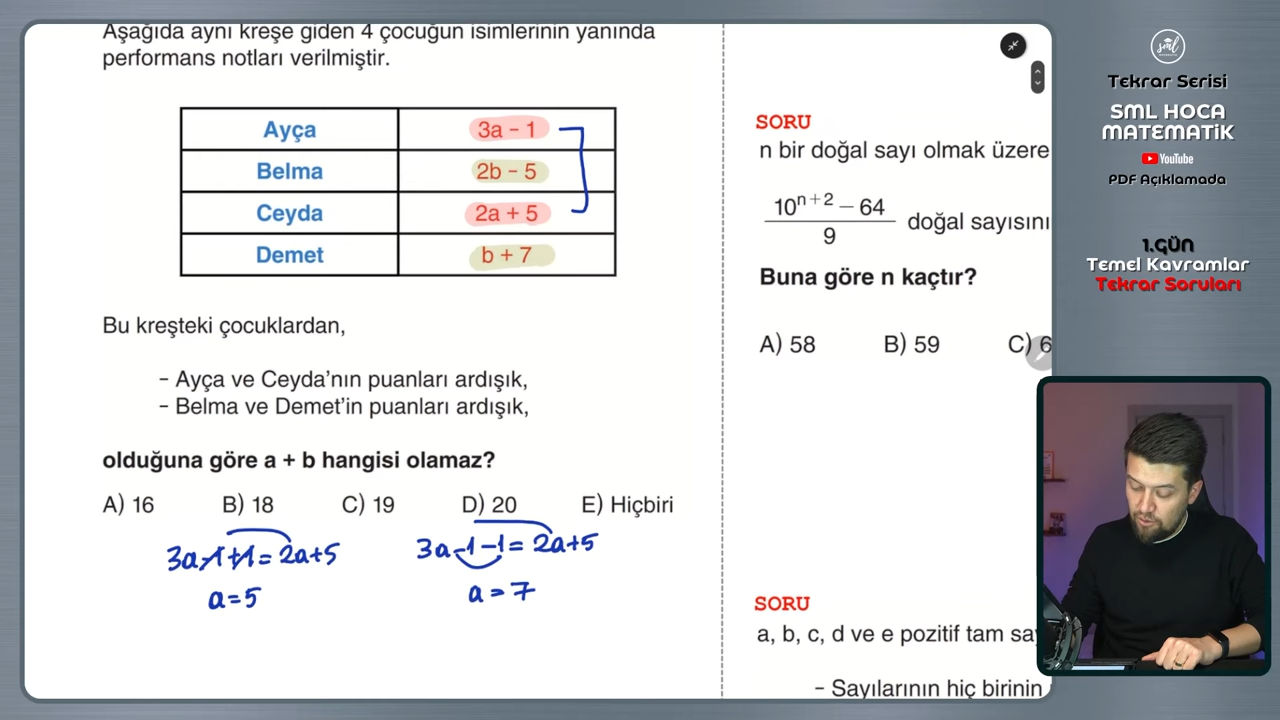 Aşağıda aynı kreşe giden 4 çocuğun isimlerinin yanında
performans notları verilmiştir.
Ayça 3a – 1
Belma 2b – 5
Ceyda 2a + 5
Demet b + 7
Bu kreşteki çocuklardan,
– Ayça ve Ceyda’nın puanları ardışık,
– Belma ve Demet’in puanları ardışık,
olduğuna göre a + b hangisi olamaz?
A) 16 B) 18 C) 19 D) 20 E) Hiçbiri
3a-1+1=2a+5
a=5
3a-1-1=2a+5
a=7
SORU
n bir doğal sayı olmak üzere
10ⁿ⁺² – 64
9
doğal sayısını
Buna göre n kaçtır?
A) 58 B) 59 C) 6
SORU
a, b, c, d ve e pozitif tam
– Sayılarının hiç birinin
sml
Tekrar Serisi
SML HOCA
MATEMATİK
YouTube
PDF Açıklamada
1.GÜN
Temel Kavramlar
Tekrar Soruları